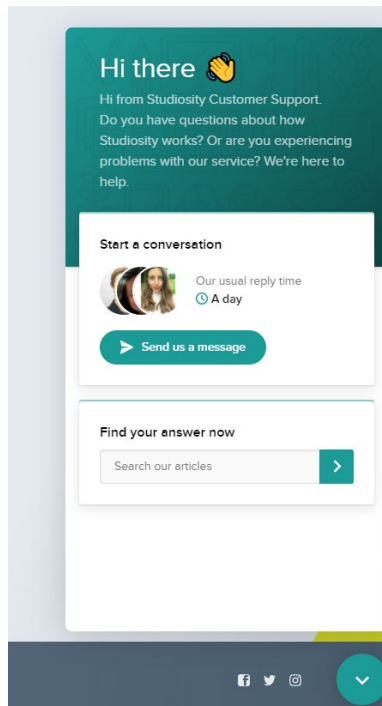 Hi there 👋
Hi from Studiosity Customer Support.
Do you have questions about how
Studiosity works? Or are you experiencing
problems with our service? We're here to
help.
Start a conversation
Our usual reply time
A day
Send us a message
Find your answer now
Search our articles